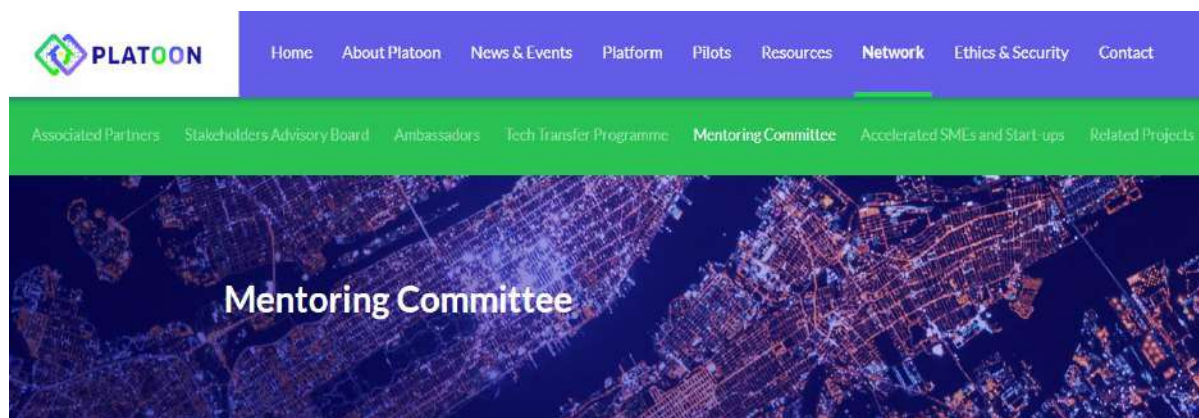 PLATOON Home About Platoon News & Events Platform Pilots Resources Network Ethics & Security Contact
Associated Partners Stakeholders Advisory Board Ambassadors Tech Transfer Programme Mentoring Committee Accelerated SMEs and Start-ups Related Projects
Mentoring Committee